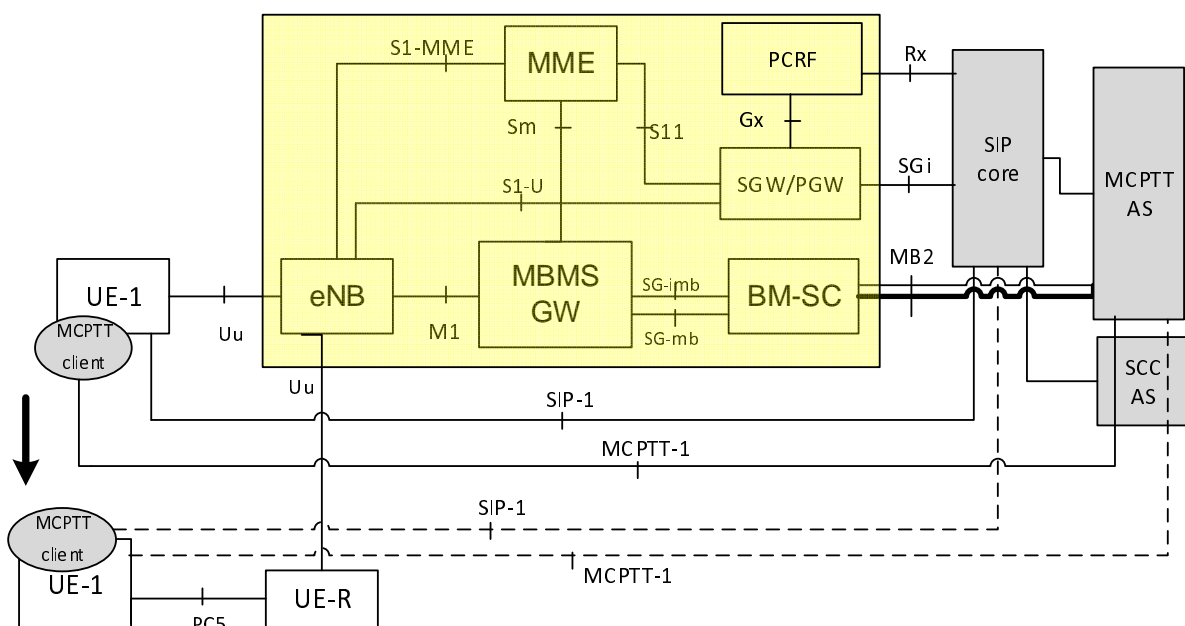 S1-MME
MME
PCRF
Rx
Sm
S11
Gx
SIP
core
MCPTT
AS
S1-U
SGW/PGW
SGi
MB2
UE-1
Uu
eNB
M1
MBMS
GW
SG-imb
SG-mb
BM-SC
MCPTT
client
Uu
SCC
AS
SIP-1
MCPTT-1
SIP-1
MCPTT
client
UE-1
MCPTT-1
UE-R
PC5